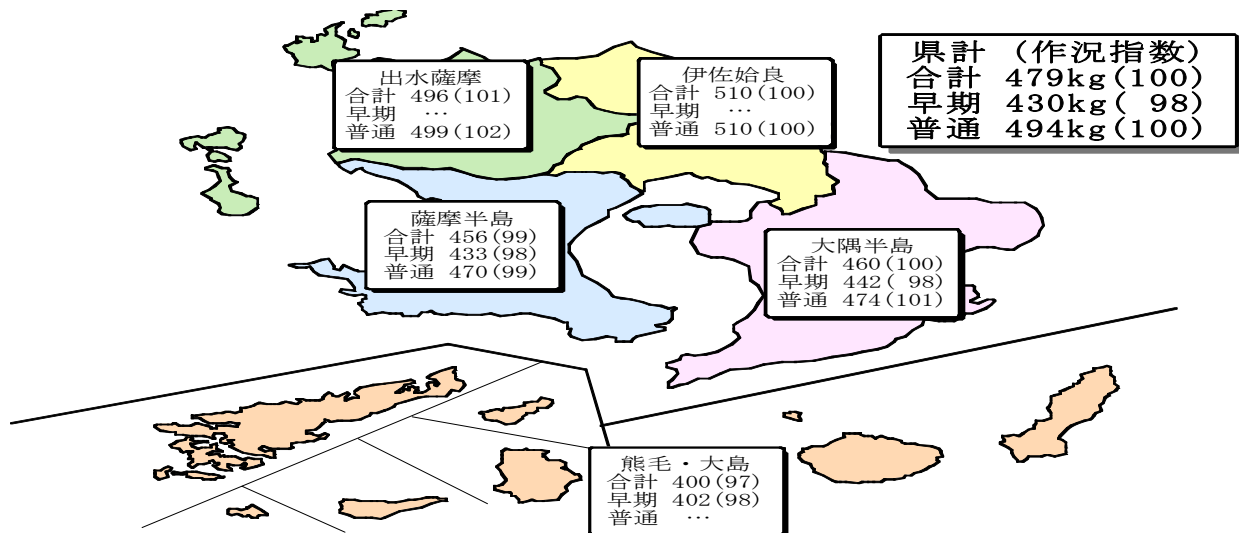 県計 (作況指数)
合計 479kg(100)
早期 430kg( 98)
普通 494kg(100)
出水薩摩
合計 496(101)
早期 …
普通 499(102)
伊佐姶良
合計 510(100)
早期 …
普通 510(100)
薩摩半島
合計 456(99)
早期 433(98)
普通 470(99)
大隅半島
合計 460(100)
早期 442( 98)
普通 474(101)
熊毛・大島
合計 400(97)
早期 402(98)
普通 …